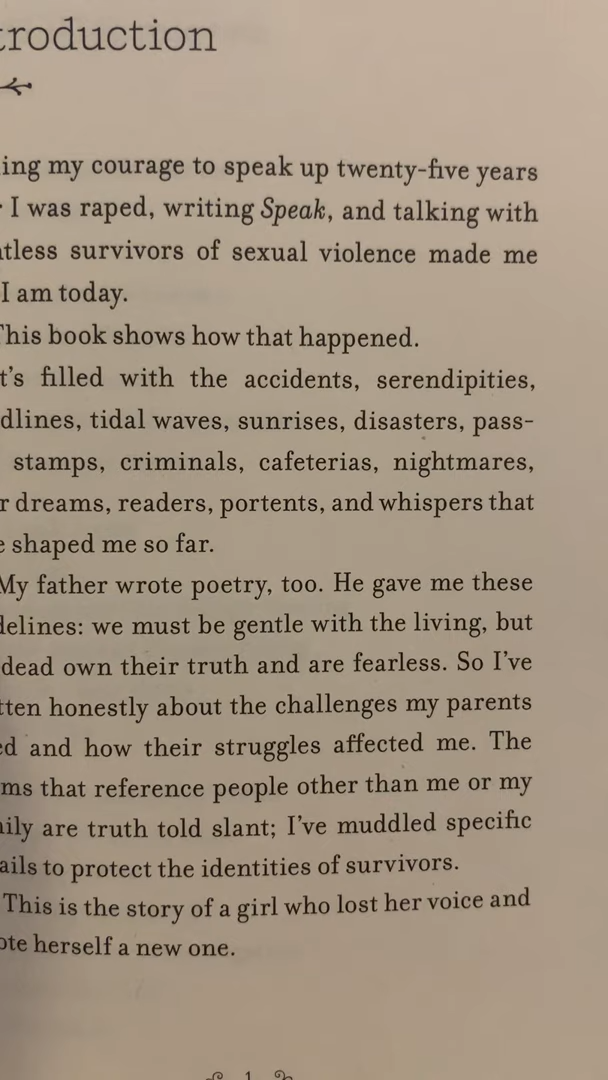 troduction
ing my courage to speak up twenty-five years
I was raped, writing Speak, and talking with
tless survivors of sexual violence made me
I am today.
This book shows how that happened.
t's filled with the accidents, serendipities,
dlines, tidal waves, sunrises, disasters, pass-
stamps, criminals, cafeterias, nightmares,
r dreams, readers, portents, and whispers that
e shaped me so far.
My father wrote poetry, too. He gave me these
delines: we must be gentle with the living, but
dead own their truth and are fearless. So I've
tten honestly about the challenges my parents
ed and how their struggles affected me. The
ms that reference people other than me or my
ily are truth told slant; I've muddled specific
ails to protect the identities of survivors.
This is the story of a girl who lost her voice and
ote herself a new one.
1